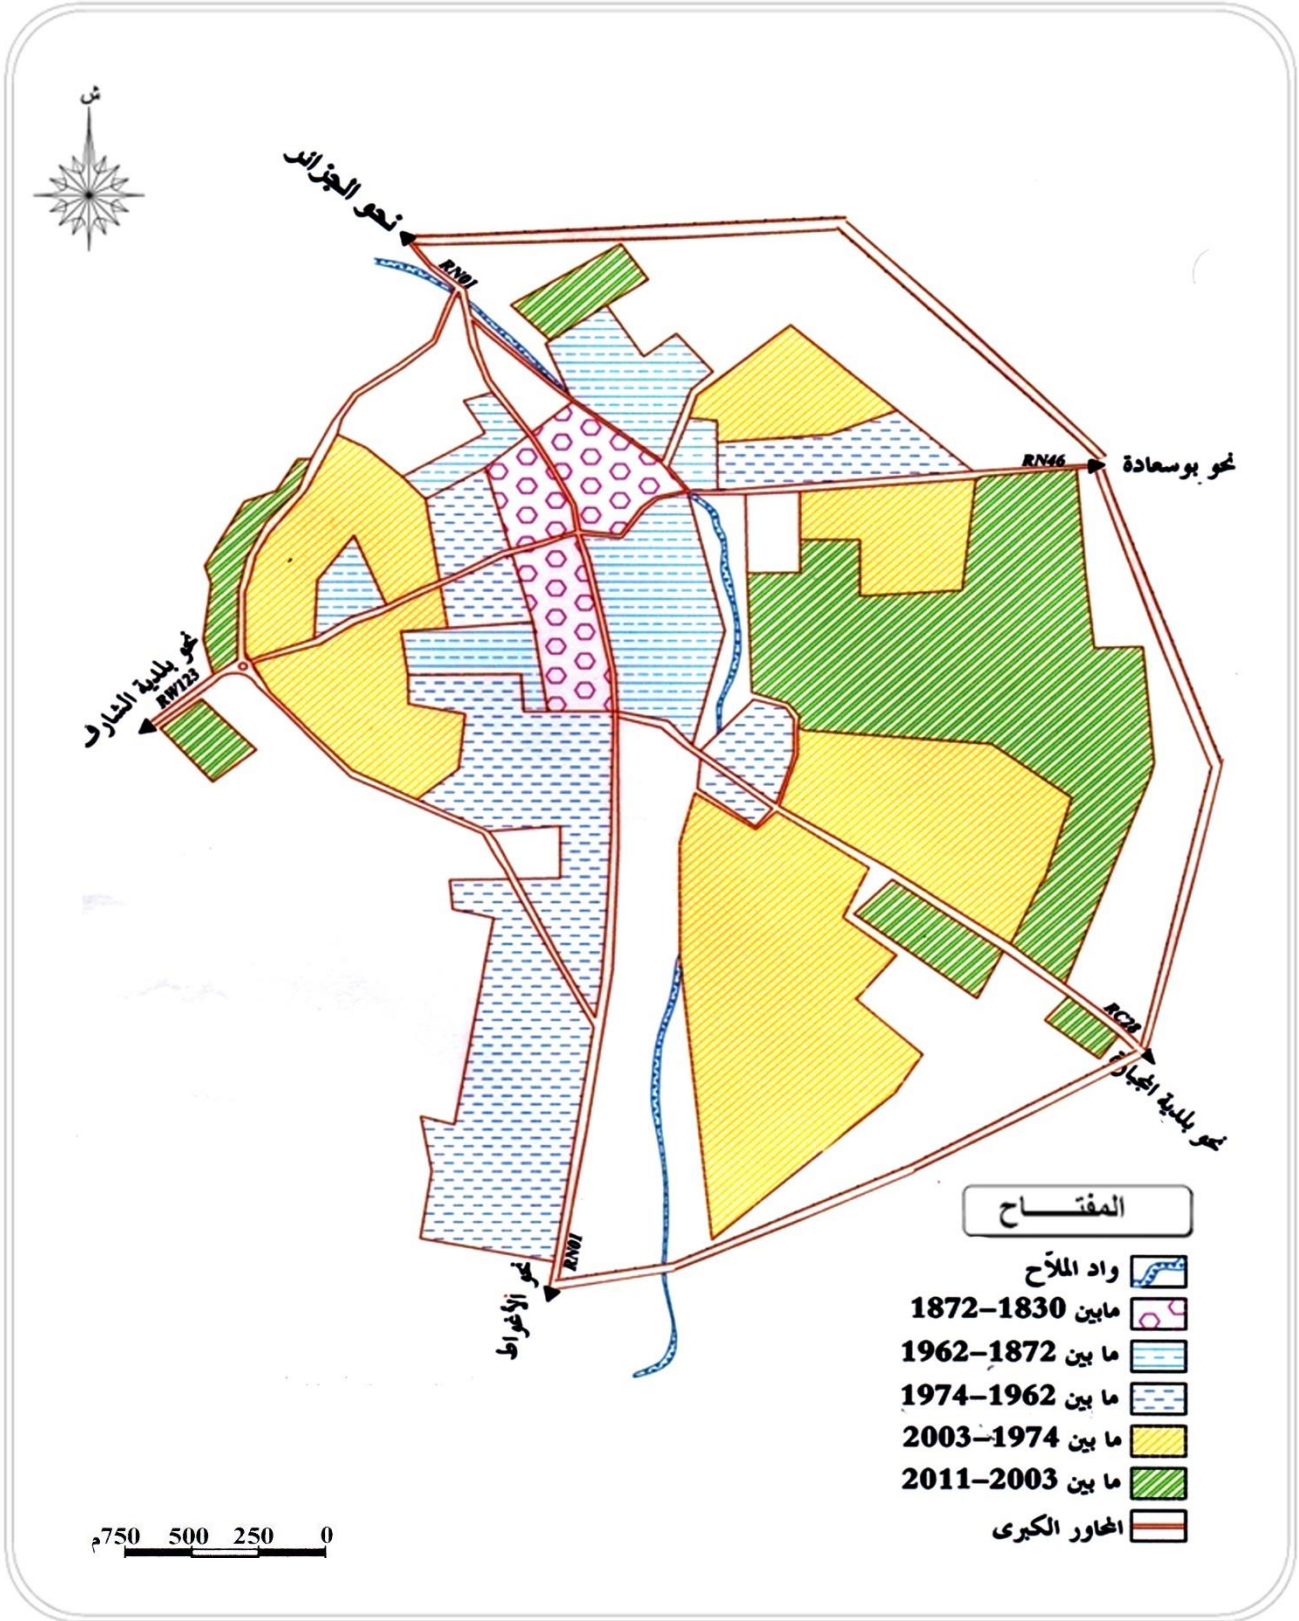 ش
نحو الجزائر
RN01
RN46
نحو بوسعادة
نحو بلدية الشارف
RW123
RC28
نحو بلدية المجبارة
RN01
نحو الأغواط
المفتـــاح
واد الملاّح
مابين 1830–1872
ما بين 1872–1962
ما بين 1962–1974
ما بين 1974–2003
ما بين 2003–2011
المحاور الكبرى
0 250 500 750م